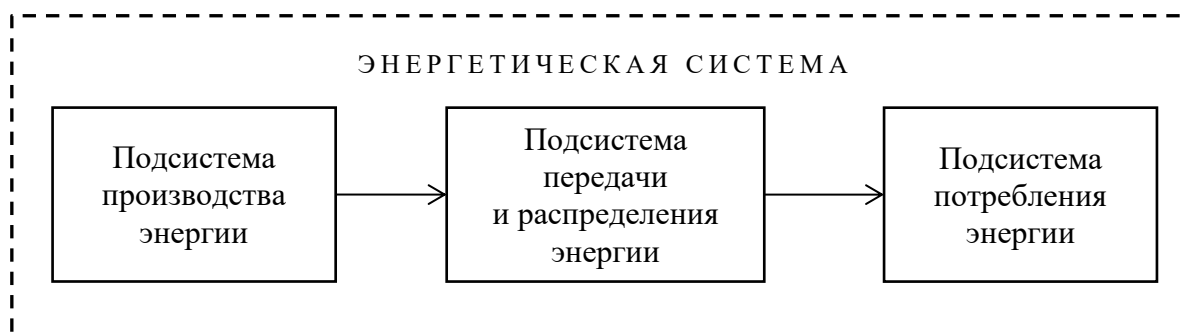 ЭНЕРГЕТИЧЕСКАЯ СИСТЕМА
Подсистема
производства
энергии
Подсистема
передачи
и распределения
энергии
Подсистема
потребления
энергии